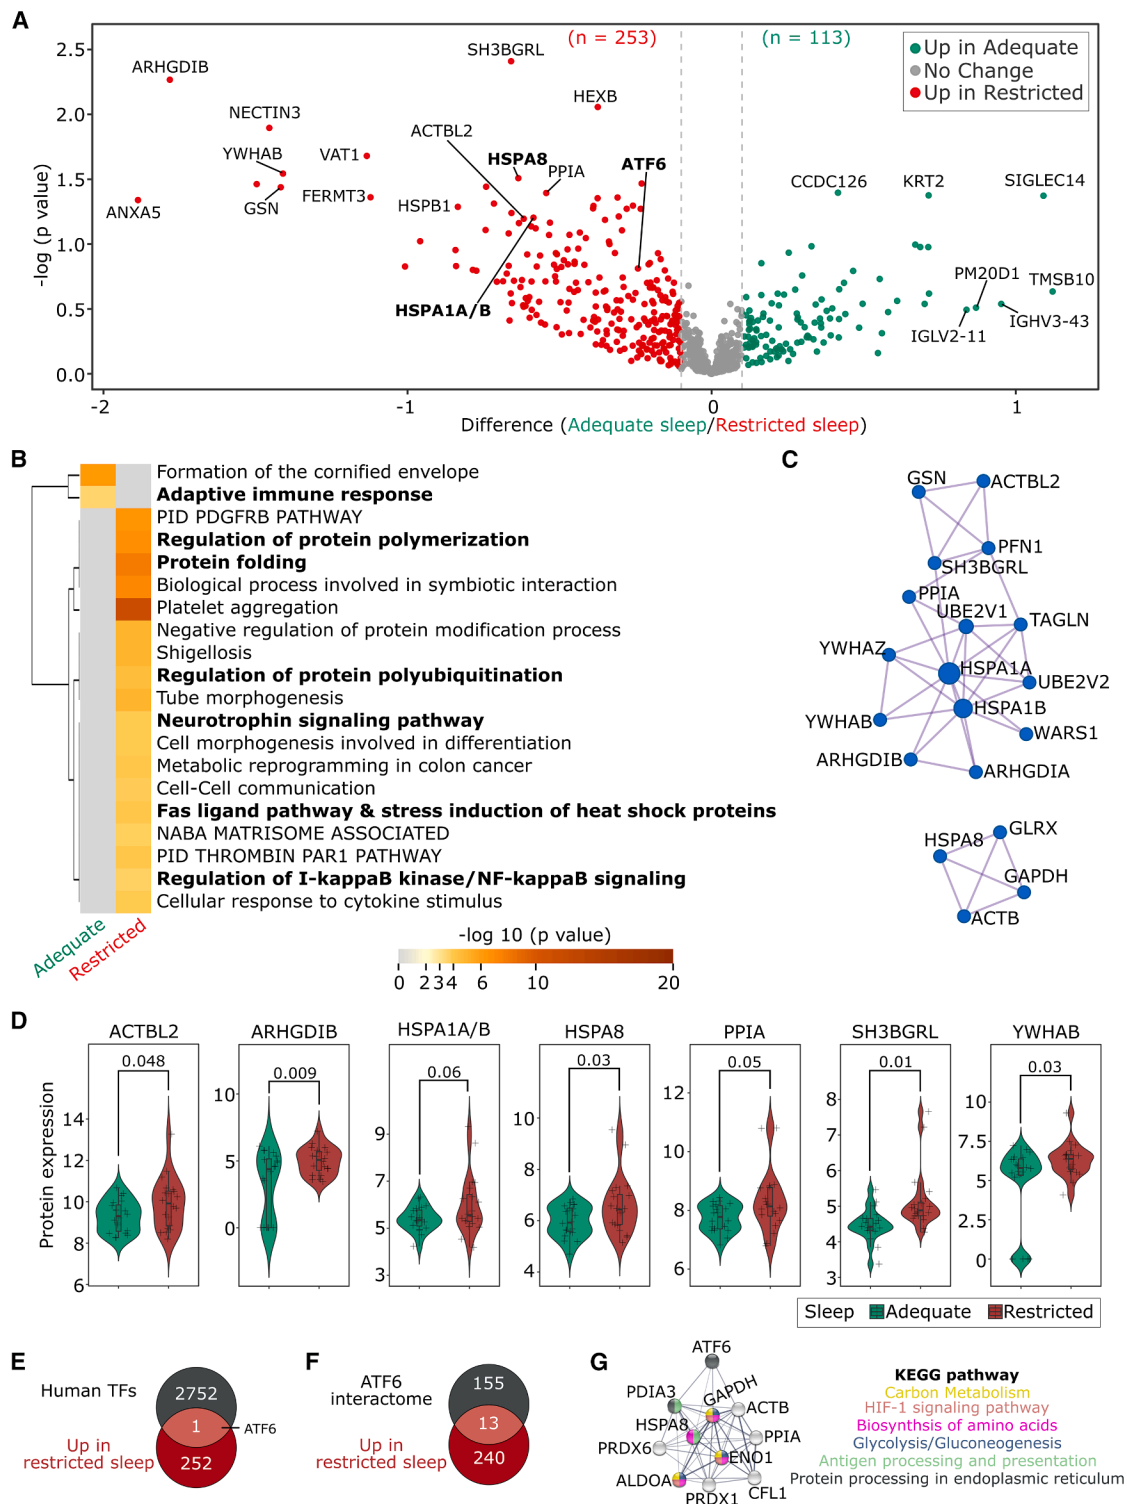 A
(n = 253)
(n = 113)
Up in Adequate
No Change
Up in Restricted
-log (p value)
2.5
2.0
1.5
1.0
0.5
0.0
-2
-1
0
1
Difference (Adequate sleep/Restricted sleep)
SH3BGRL
ARHGDIB
HEXB
NECTIN3
ACTBL2
YWHAB
VAT1
HSPA8
PPIA
ATF6
CCDC126
KRT2
SIGLEC14
ANXA5
GSN
FERMT3
HSPB1
PM20D1
TMSB10
HSPA1A/B
IGLV2-11
IGHV3-43
B
Formation of the cornified envelope
Adaptive immune response
PID PDGFRB PATHWAY
Regulation of protein polymerization
Protein folding
Biological process involved in symbiotic interaction
Platelet aggregation
Negative regulation of protein modification process
Shigellosis
Regulation of protein polyubiquitination
Tube morphogenesis
Neurotrophin signaling pathway
Cell morphogenesis involved in differentiation
Metabolic reprogramming in colon cancer
Cell-Cell communication
Fas ligand pathway & stress induction of heat shock proteins
NABA MATRISOME ASSOCIATED
PID THROMBIN PAR1 PATHWAY
Regulation of I-kappaB kinase/NF-kappaB signaling
Cellular response to cytokine stimulus
Adequate
Restricted
-log 10 (p value)
0 2 3 4 6 10 20
C
GSN
ACTBL2
PFN1
SH3BGRL
PPIA
UBE2V1
TAGLN
YWHAZ
HSPA1A
UBE2V2
HSPA1B
YWHAB
WARS1
ARHGDIB
ARHGDIA
GLRX
HSPA8
GAPDH
ACTB
D
Protein expression
ACTBL2
0.048
14
12
10
8
6
ARHGDIB
0.009
10
5
0
HSPA1A/B
0.06
9
7
5
3
HSPA8
0.03
10
8
6
4
PPIA
0.05
12
10
8
6
SH3BGRL
0.01
8
7
6
5
4
3
YWHAB
0.03
10
7.5
5
2.5
0
Sleep Adequate Restricted
E
Human TFs
2752
1
ATF6
Up in
restricted sleep
252
F
ATF6
interactome
155
13
Up in
restricted sleep
240
G
ATF6
PDIA3
GAPDH
ACTB
HSPA8
PPIA
PRDX6
ENO1
ALDOA
PRDX1
CFL1
KEGG pathway
Carbon Metabolism
HIF-1 signaling pathway
Biosynthsis of amino acids
Glycolysis/Gluconeogenesis
Antigen processing and presentation
Protein processing in endoplasmic reticulum